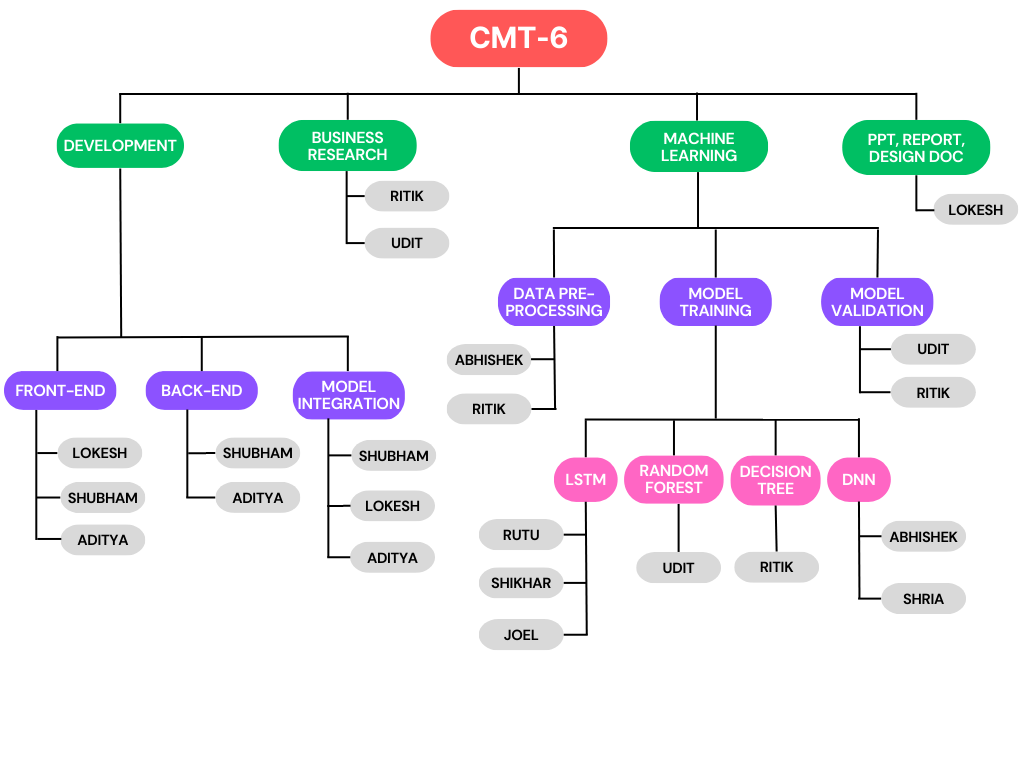 CMT-6
DEVELOPMENT
BUSINESS
RESEARCH
MACHINE
LEARNING
PPT, REPORT,
DESIGN DOC
RITIK
UDIT
LOKESH
DATA PRE-
PROCESSING
MODEL
TRAINING
MODEL
VALIDATION
ABHISHEK
RITIK
UDIT
RITIK
FRONT-END
BACK-END
MODEL
INTEGRATION
LOKESH
SHUBHAM
ADITYA
SHUBHAM
ADITYA
SHUBHAM
LOKESH
ADITYA
LSTM
RANDOM
FOREST
DECISION
TREE
DNN
RUTU
SHIKHAR
JOEL
UDIT
RITIK
ABHISHEK
SHRIA